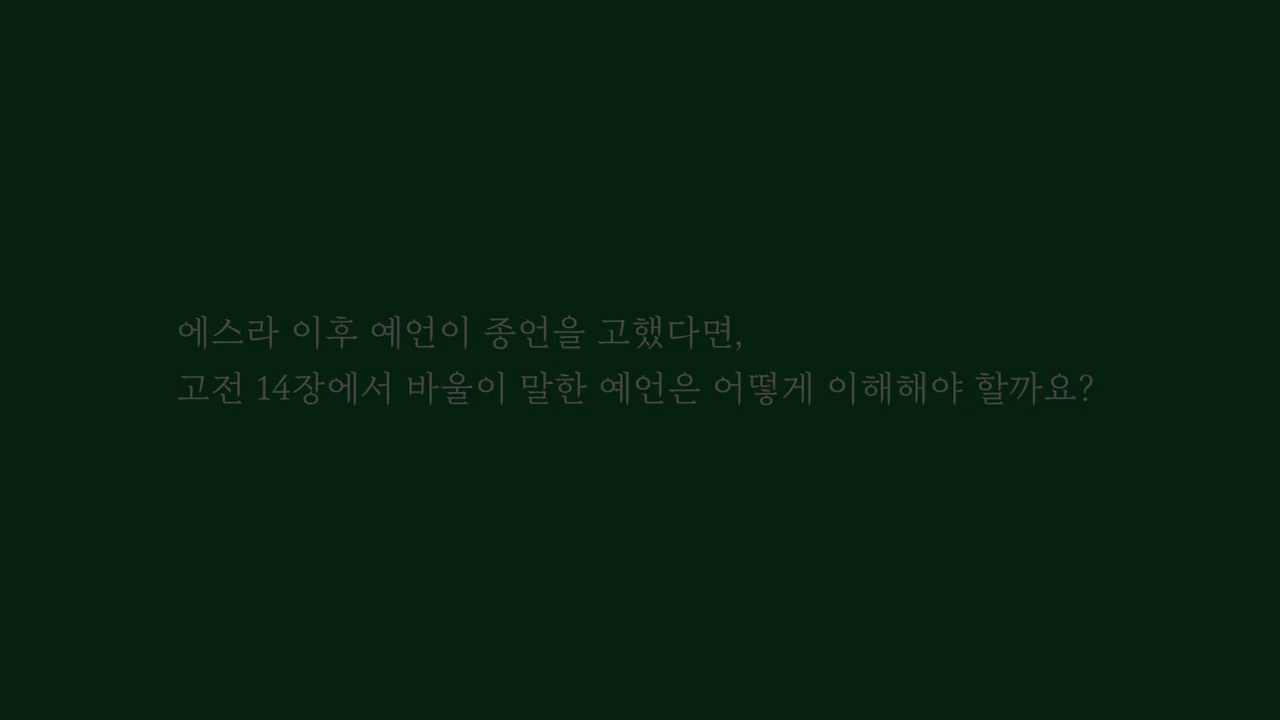 에스라 이후 예언이 종언을 고했다면,
고전 14장에서 바울이 말한 예언은 어떻게 이해해야 할까요?